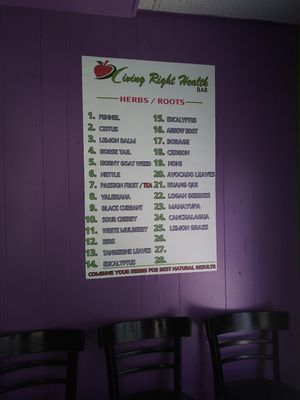 Living Right Health
BAR
HERBS / ROOTS
1. FENNEL
2. CISTUS
3. LEMON BALM
4. HORSE TAIL
5. HORNY GOAT WEED
6. NETTLE
7. PASSION FRUIT / TEA
8. VALERIANA
9. BLACK CURRANT
10. SOUR CHERRY
11. WHITE MULBERRY
12. RIBS
13. TANGERINE LEAVES
14. EUCALYPTUS
15. EUCALYPTUS
16. ARROW ROOT
17. BORAGE
18. CEDRON
19. NONI
20. AVOCADO LEAVES
21. HUANG QUI
22. LOGAN BERRIES
23. MANAYUPA
24. CANCHALAGUA
25. LEMON GRASS
26.
27.
28.
COMBINE YOUR HERBS FOR BEST NATURAL RESULTS